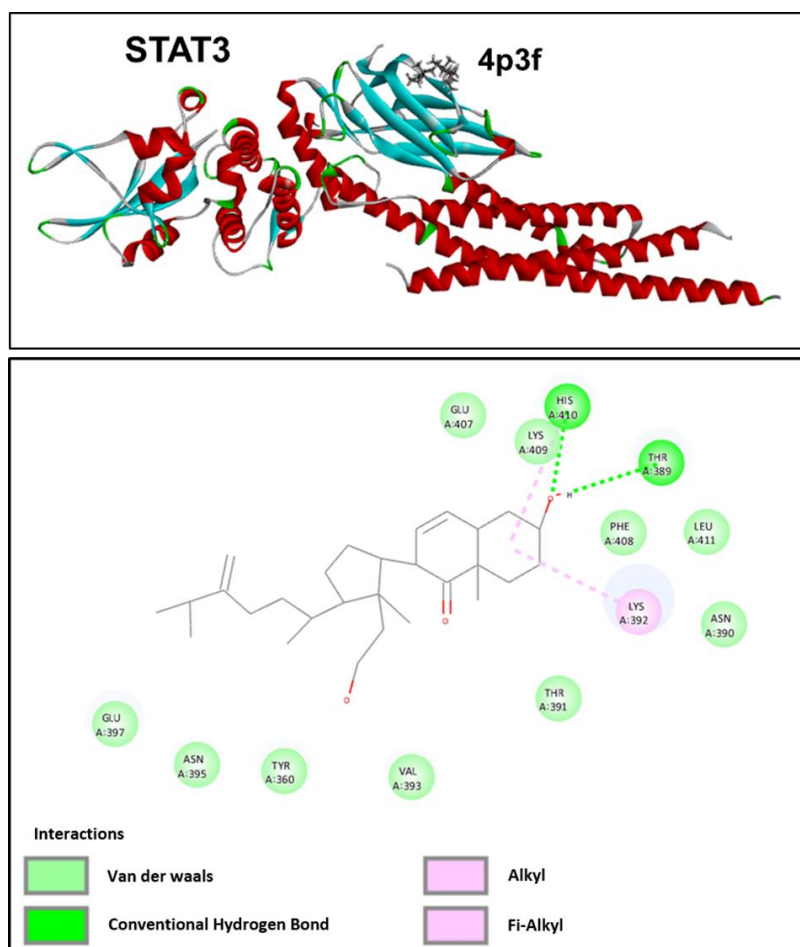 STAT3
4p3f
GLU
A:407
HIS
A:410
LYS
A:409
THR
A:389
O
H
PHE
A:408
LEU
A:411
O
LYS
A:392
ASN
A:390
O
THR
A:391
GLU
A:397
ASN
A:395
TYR
A:360
VAL
A:393
Interactions
Van der waals
Alkyl
Conventional Hydrogen Bond
Fi-Alkyl